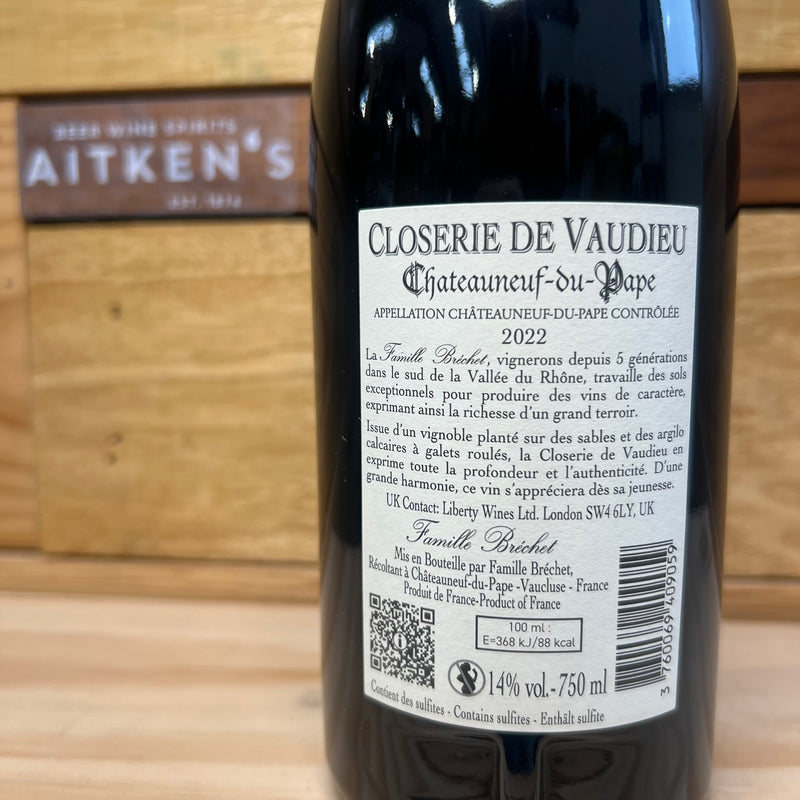 BEER WINE SPIRITS
AITKEN'S
EST. 1874
CLOSERIE DE VAUDIEU
Chateauneuf-du-Pape
APPELLATION CHÂTEAUNEUF-DU-PAPE CONTRÔLÉE
2022
La Famille Bréchet, vignerons depuis 5 générations
dans le sud de la Vallée du Rhône, travaille des sols
exceptionnels pour produire des vins de caractère,
exprimant ainsi la richesse d'un grand terroir.
Issue d'un vignoble planté sur des sables et des argilo
calcaires à galets roulés, la Closerie de Vaudieu en
exprime toute la profondeur et l'authenticité. D'une
grande harmonie, ce vin s'appréciera dès sa jeunesse.
UK Contact: Liberty Wines Ltd. London SW4 6LY, UK
Famille Bréchet
Mis en Bouteille par Famille Bréchet,
Récoltant à Châteauneuf-du-Pape -Vaucluse - France
Produit de France-Product of France
100 ml :
E=368 kJ/88 kcal
14% vol.- 750 ml
Contient des sulfites - Contains sulfites - Enthält sulfite
3 760069 409059